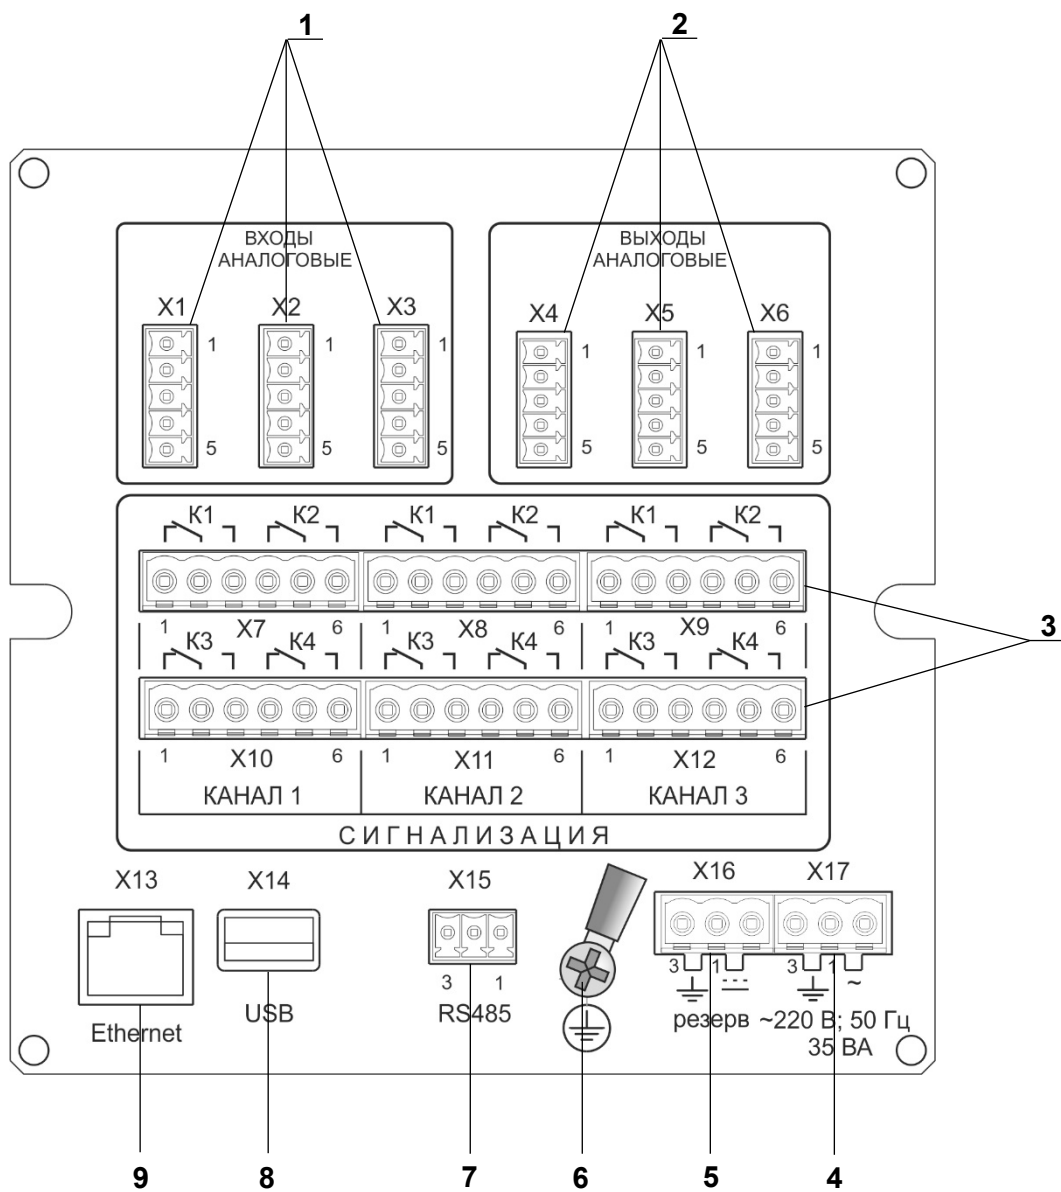 1 2
ВХОДЫ ВЫХОДЫ
АНАЛОГОВЫЕ АНАЛОГОВЫЕ
X1 X2 X3 X4 X5 X6
1 1 1 1 1 1
5 5 5 5 5 5
К1 К2 К1 К2 К1 К2
1 X7 6 1 X8 6 1 X9 6 3
К3 К4 К3 К4 К3 К4
1 X10 6 1 X11 6 1 X12 6
КАНАЛ 1 КАНАЛ 2 КАНАЛ 3
СИГНАЛИЗАЦИЯ
X13 X14 X15 X16 X17
3 1 3 1 3 1 ~
Ethernet USB RS485 резерв ~220 В; 50 Гц
35 ВА
9 8 7 6 5 4